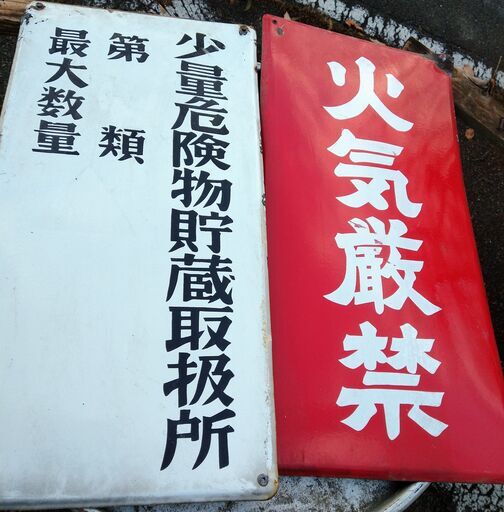 少量危険物貯蔵取扱所
第 類
最大数量
火気厳禁